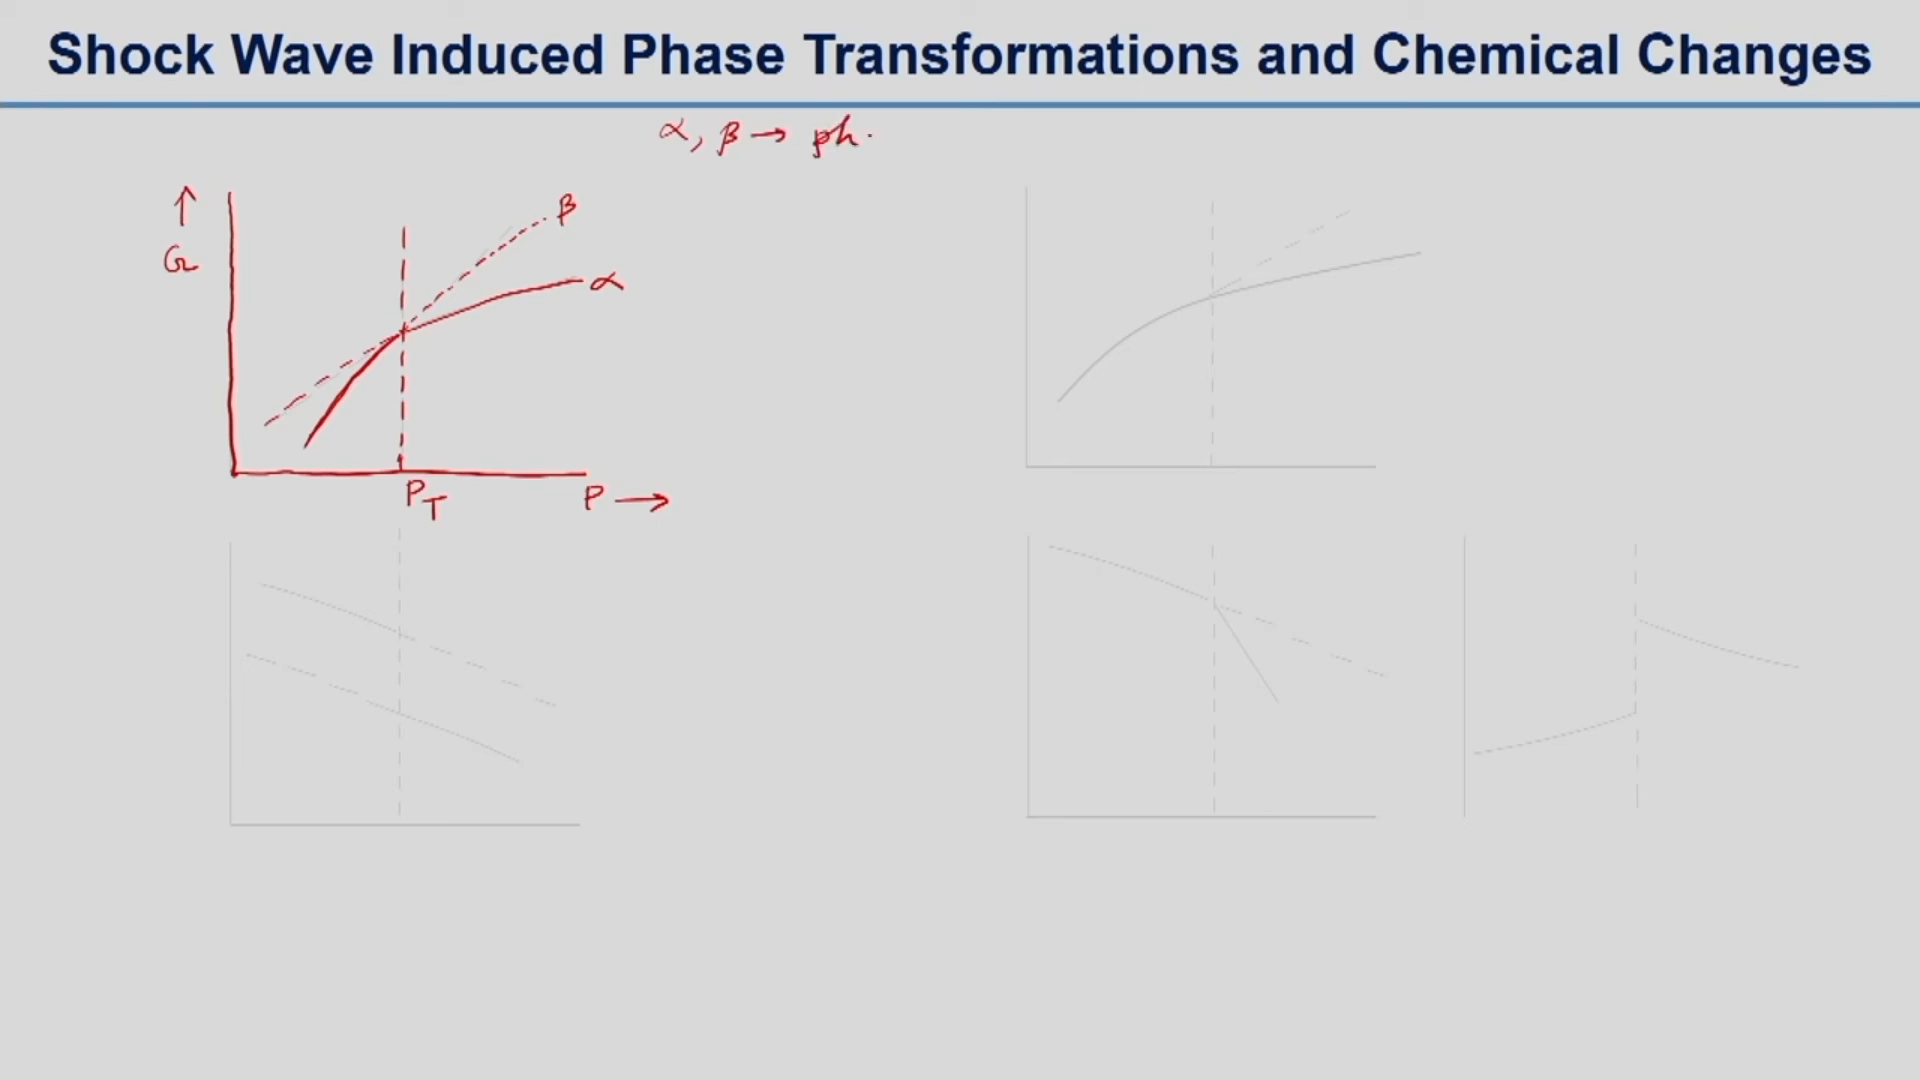 Shock Wave Induced Phase Transformations and Chemical Changes
α, β → ph.
↑
G
β
α
P_T
P →